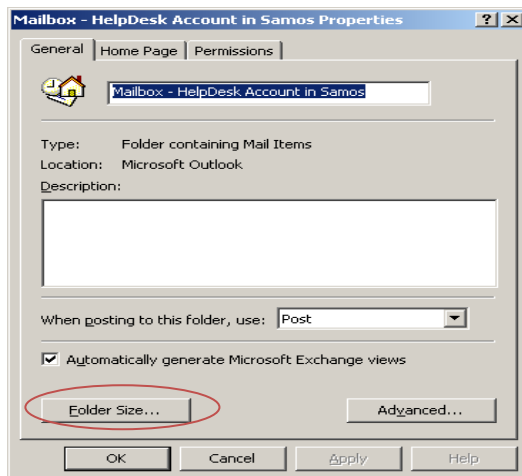 Mailbox - HelpDesk Account in Samos Properties
General Home Page Permissions
Mailbox - HelpDesk Account in Samos
Type: Folder containing Mail Items
Location: Microsoft Outlook
Description:
When posting to this folder, use: Post
Automatically generate Microsoft Exchange views
Folder Size... Advanced...
OK Cancel Apply Help